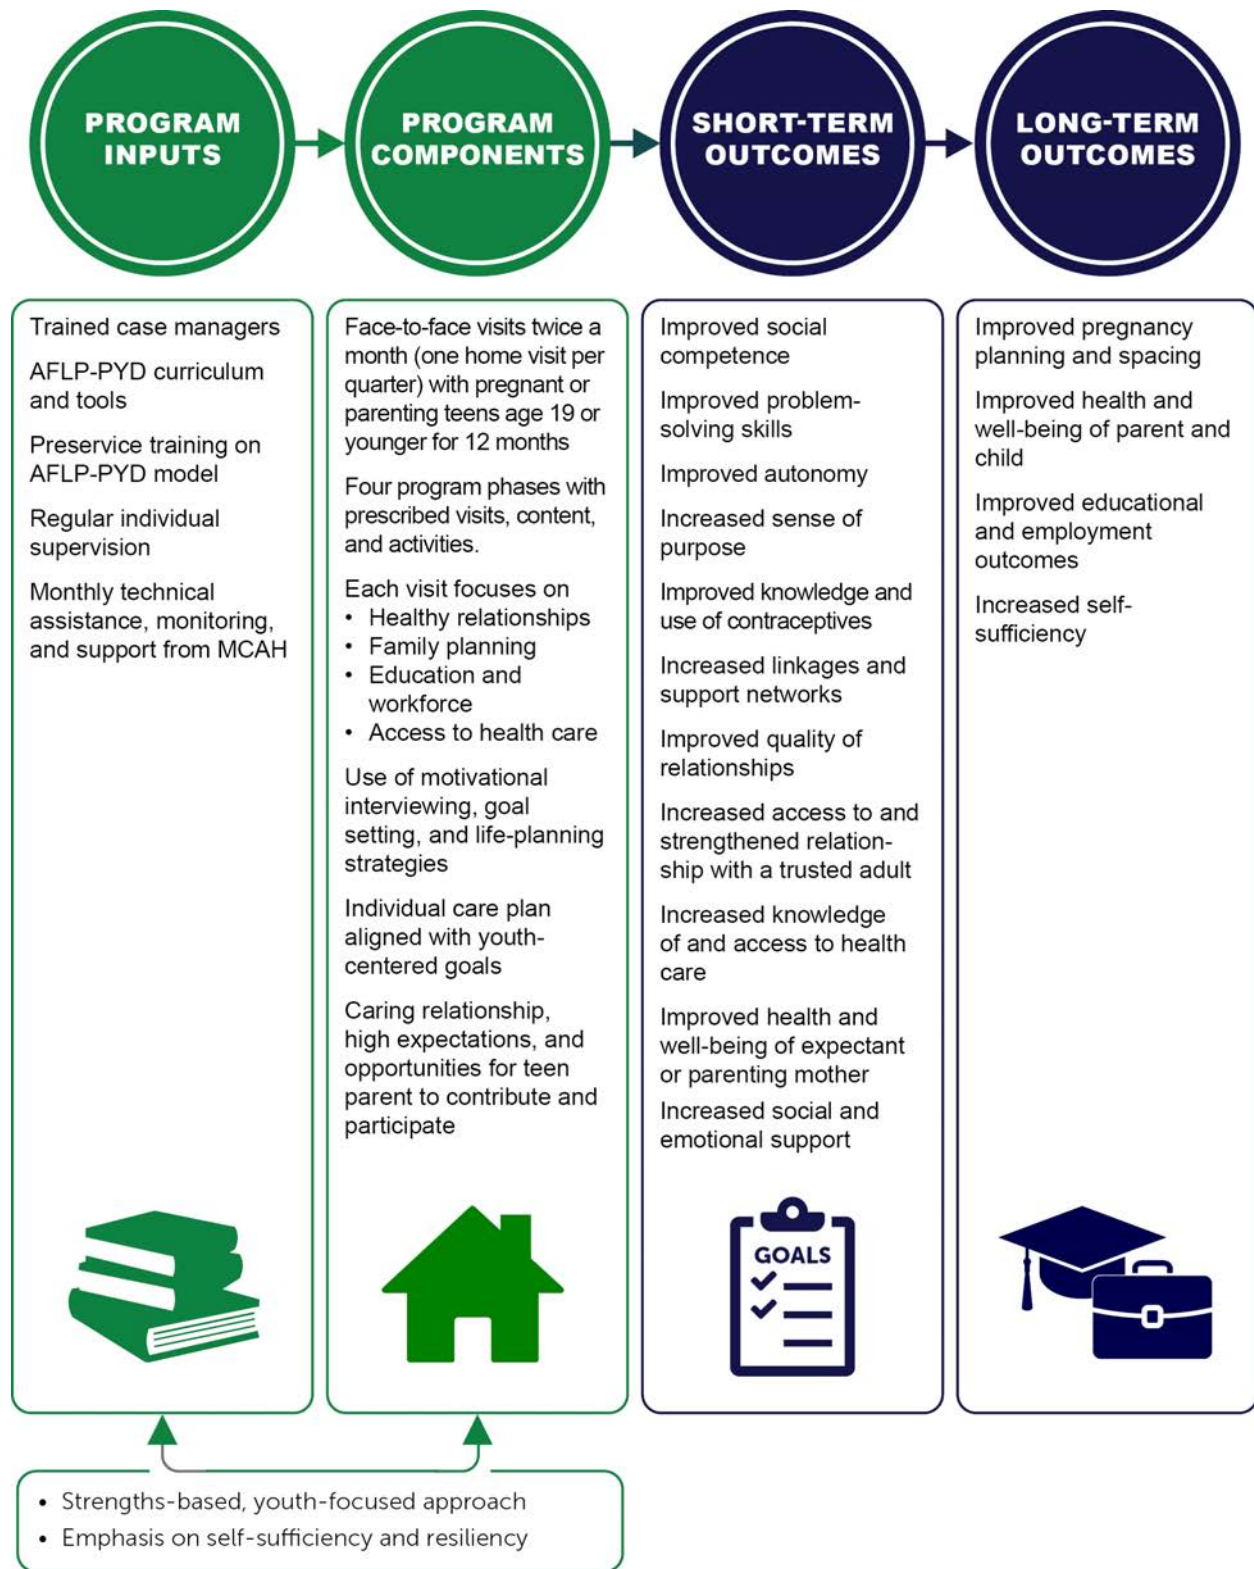 PROGRAM
INPUTS
PROGRAM
COMPONENTS
SHORT-TERM
OUTCOMES
LONG-TERM
OUTCOMES
Trained case managers
AFLP-PYD curriculum
and tools
Preservice training on
AFLP-PYD model
Regular individual
supervision
Monthly technical
assistance, monitoring,
and support from MCAH
Face-to-face visits twice a
month (one home visit per
quarter) with pregnant or
parenting teens age 19 or
younger for 12 months
Four program phases with
prescribed visits, content,
and activities.
Each visit focuses on
• Healthy relationships
• Family planning
• Education and
workforce
• Access to health care
Use of motivational
interviewing, goal
setting, and life-planning
strategies
Individual care plan
aligned with youth-
centered goals
Caring relationship,
high expectations, and
opportunities for teen
parent to contribute and
participate
Improved social
competence
Improved problem-
solving skills
Improved autonomy
Increased sense of
purpose
Improved knowledge and
use of contraceptives
Increased linkages and
support networks
Improved quality of
relationships
Increased access to and
strengthened relation-
ship with a trusted adult
Increased knowledge
of and access to health
care
Improved health and
well-being of expectant
or parenting mother
Increased social and
emotional support
GOALS
Improved pregnancy
planning and spacing
Improved health and
well-being of parent and
child
Improved educational
and employment
outcomes
Increased self-
sufficiency
• Strengths-based, youth-focused approach
• Emphasis on self-sufficiency and resiliency